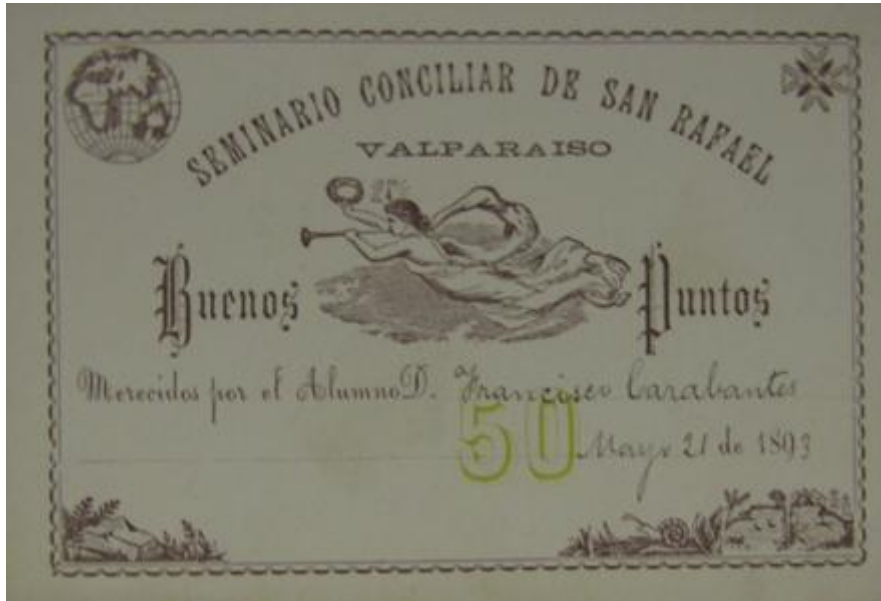 SEMINARIO CONCILIAR DE SAN RAFAEL
VALPARAISO
Buenos Puntos
Merecidos por el Alumno D. Francisco Carabantes
50
Mayo 21 de 1893